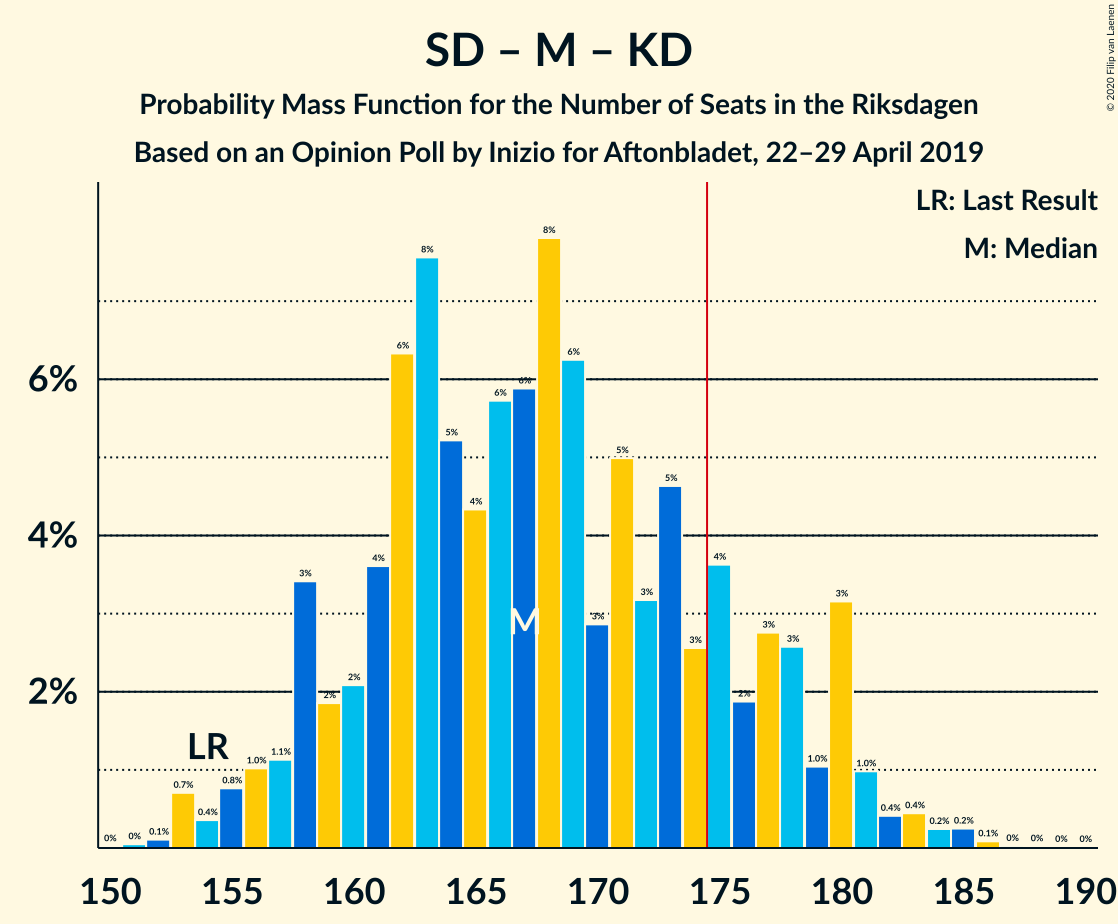 SD – M – KD
Probability Mass Function for the Number of Seats in the Riksdagen
Based on an Opinion Poll by Inizio for Aftonbladet, 22–29 April 2019
© 2020 Filip van Laenen
LR: Last Result
M: Median
6%
4%
2%
0% 0% 0.1% 0.7% 0.4% 0.8% 1.0% 1.1% 3% 2% 2% 4% 6% 8% 5% 4% 6% 6% 8% 6% 3% 5% 3% 5% 3% 4% 2% 3% 3% 1.0% 3% 1.0% 0.4% 0.4% 0.2% 0.2% 0.1% 0% 0% 0% 0%
LR
M
150 155 160 165 170 175 180 185 190